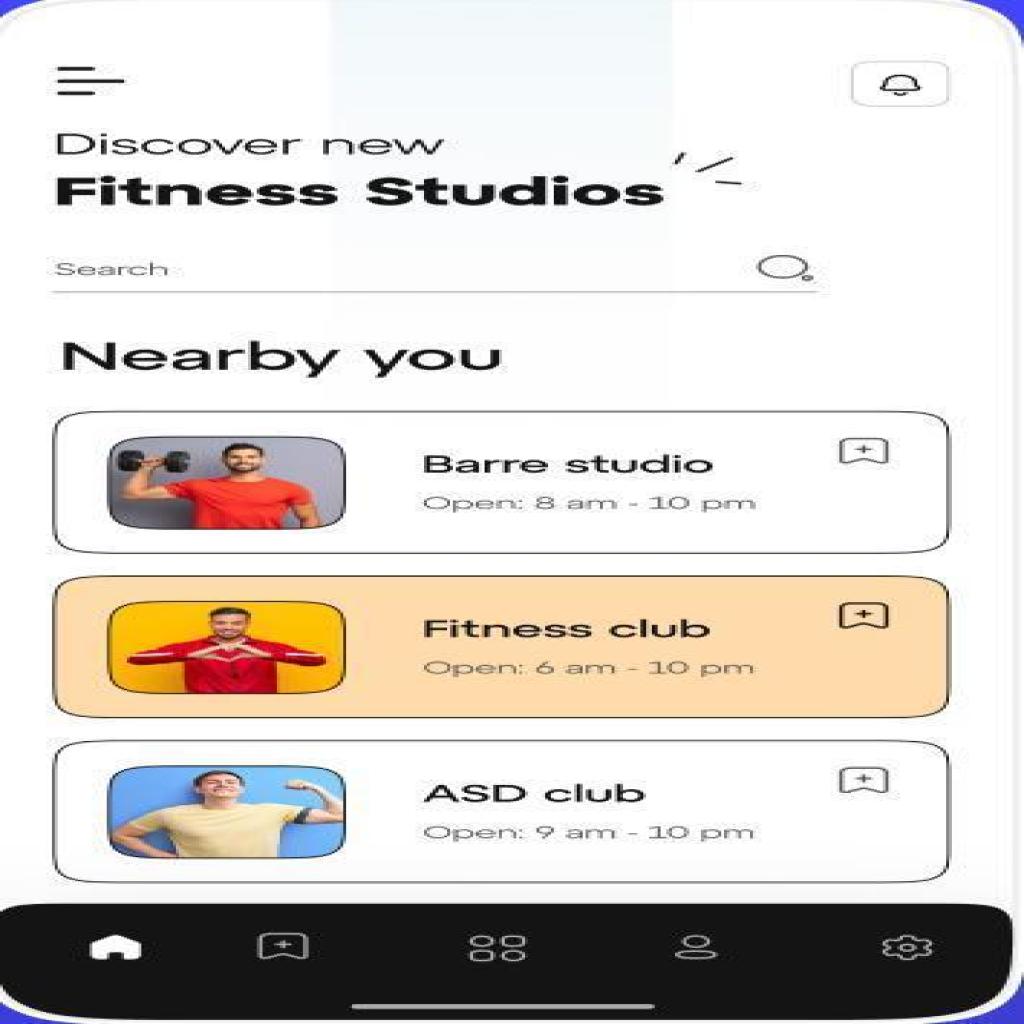 Discover new
Fitness Studios
Search
Nearby you
Barre studio
Open: 8 am - 10 pm
Fitness club
Open: 6 am - 10 pm
ASD club
Open: 9 am - 10 pm